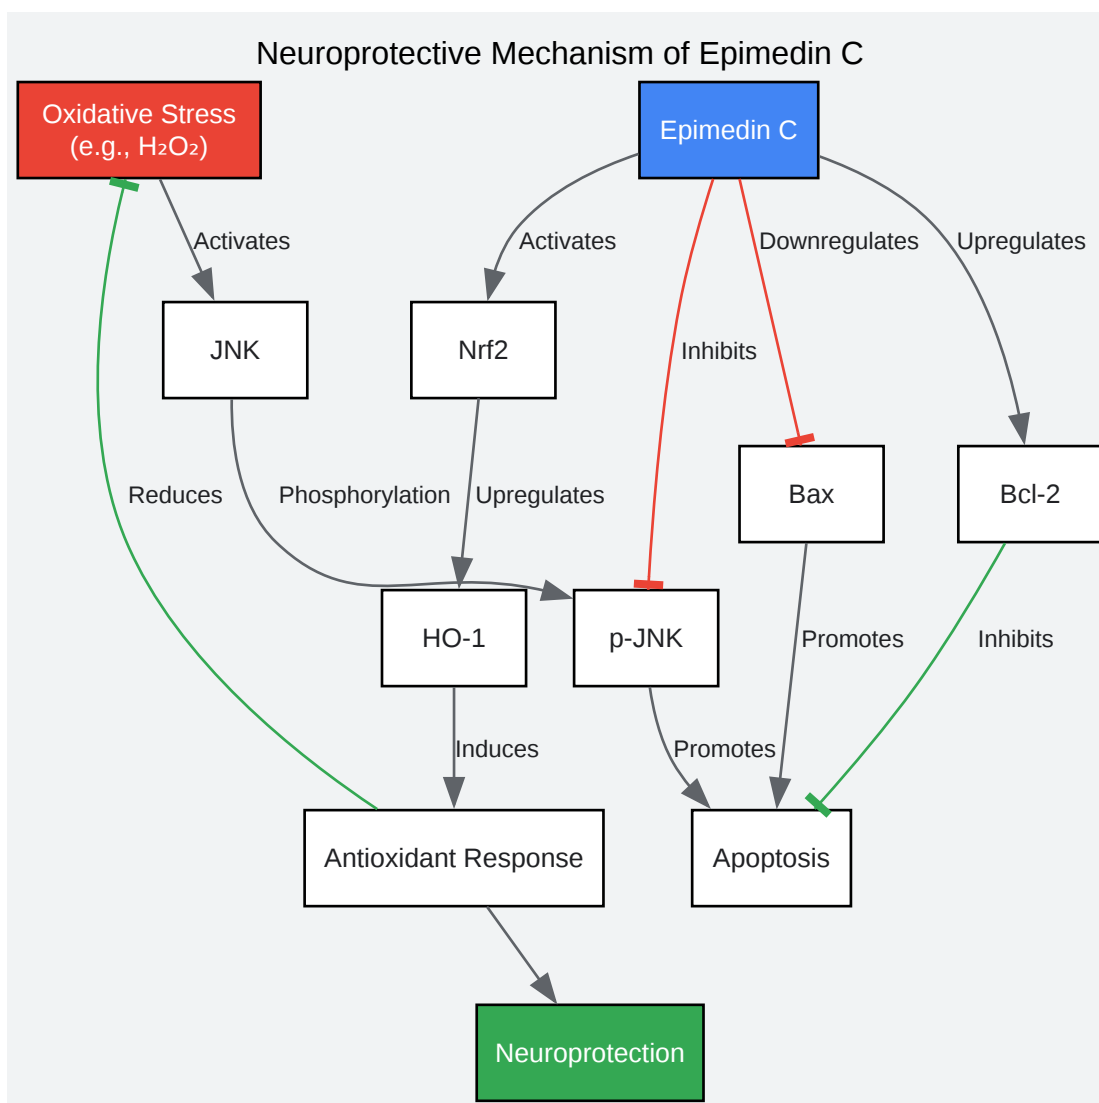 Neuroprotective Mechanism of Epimedin C
Oxidative Stress
(e.g., H₂O₂)
Epimedin C
Activates
Activates
Downregulates
Upregulates
JNK
Nrf2
Inhibits
Reduces
Phosphorylation
Upregulates
Bax
Bcl-2
HO-1
p-JNK
Promotes
Inhibits
Induces
Promotes
Antioxidant Response
Apoptosis
Neuroprotection